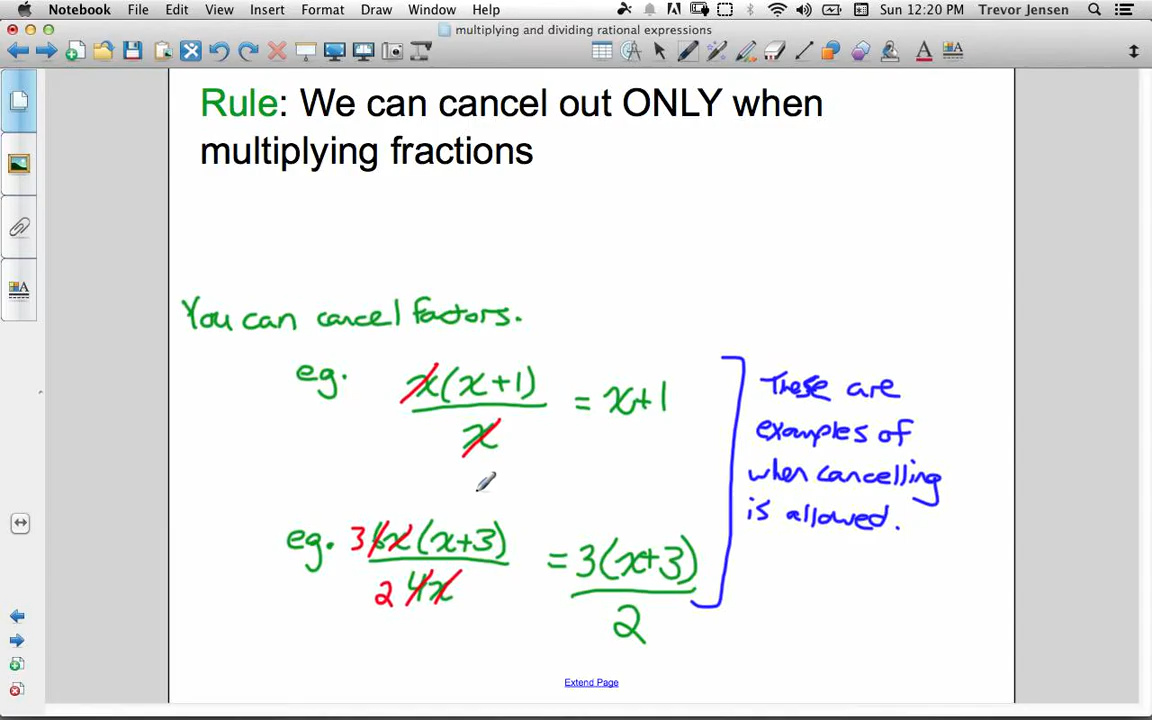 Notebook File Edit View Insert Format Draw Window Help Sun 12:20 PM Trevor Jensen
multiplying and dividing rational expressions
Rule: We can cancel out ONLY when
multiplying fractions
You can cancel factors.
eg. x(x+1)/x = x+1
These are
examples of
when cancelling
is allowed.
eg. 3 6x(x+3)/2 4x = 3(x+3)/2
Extend Page